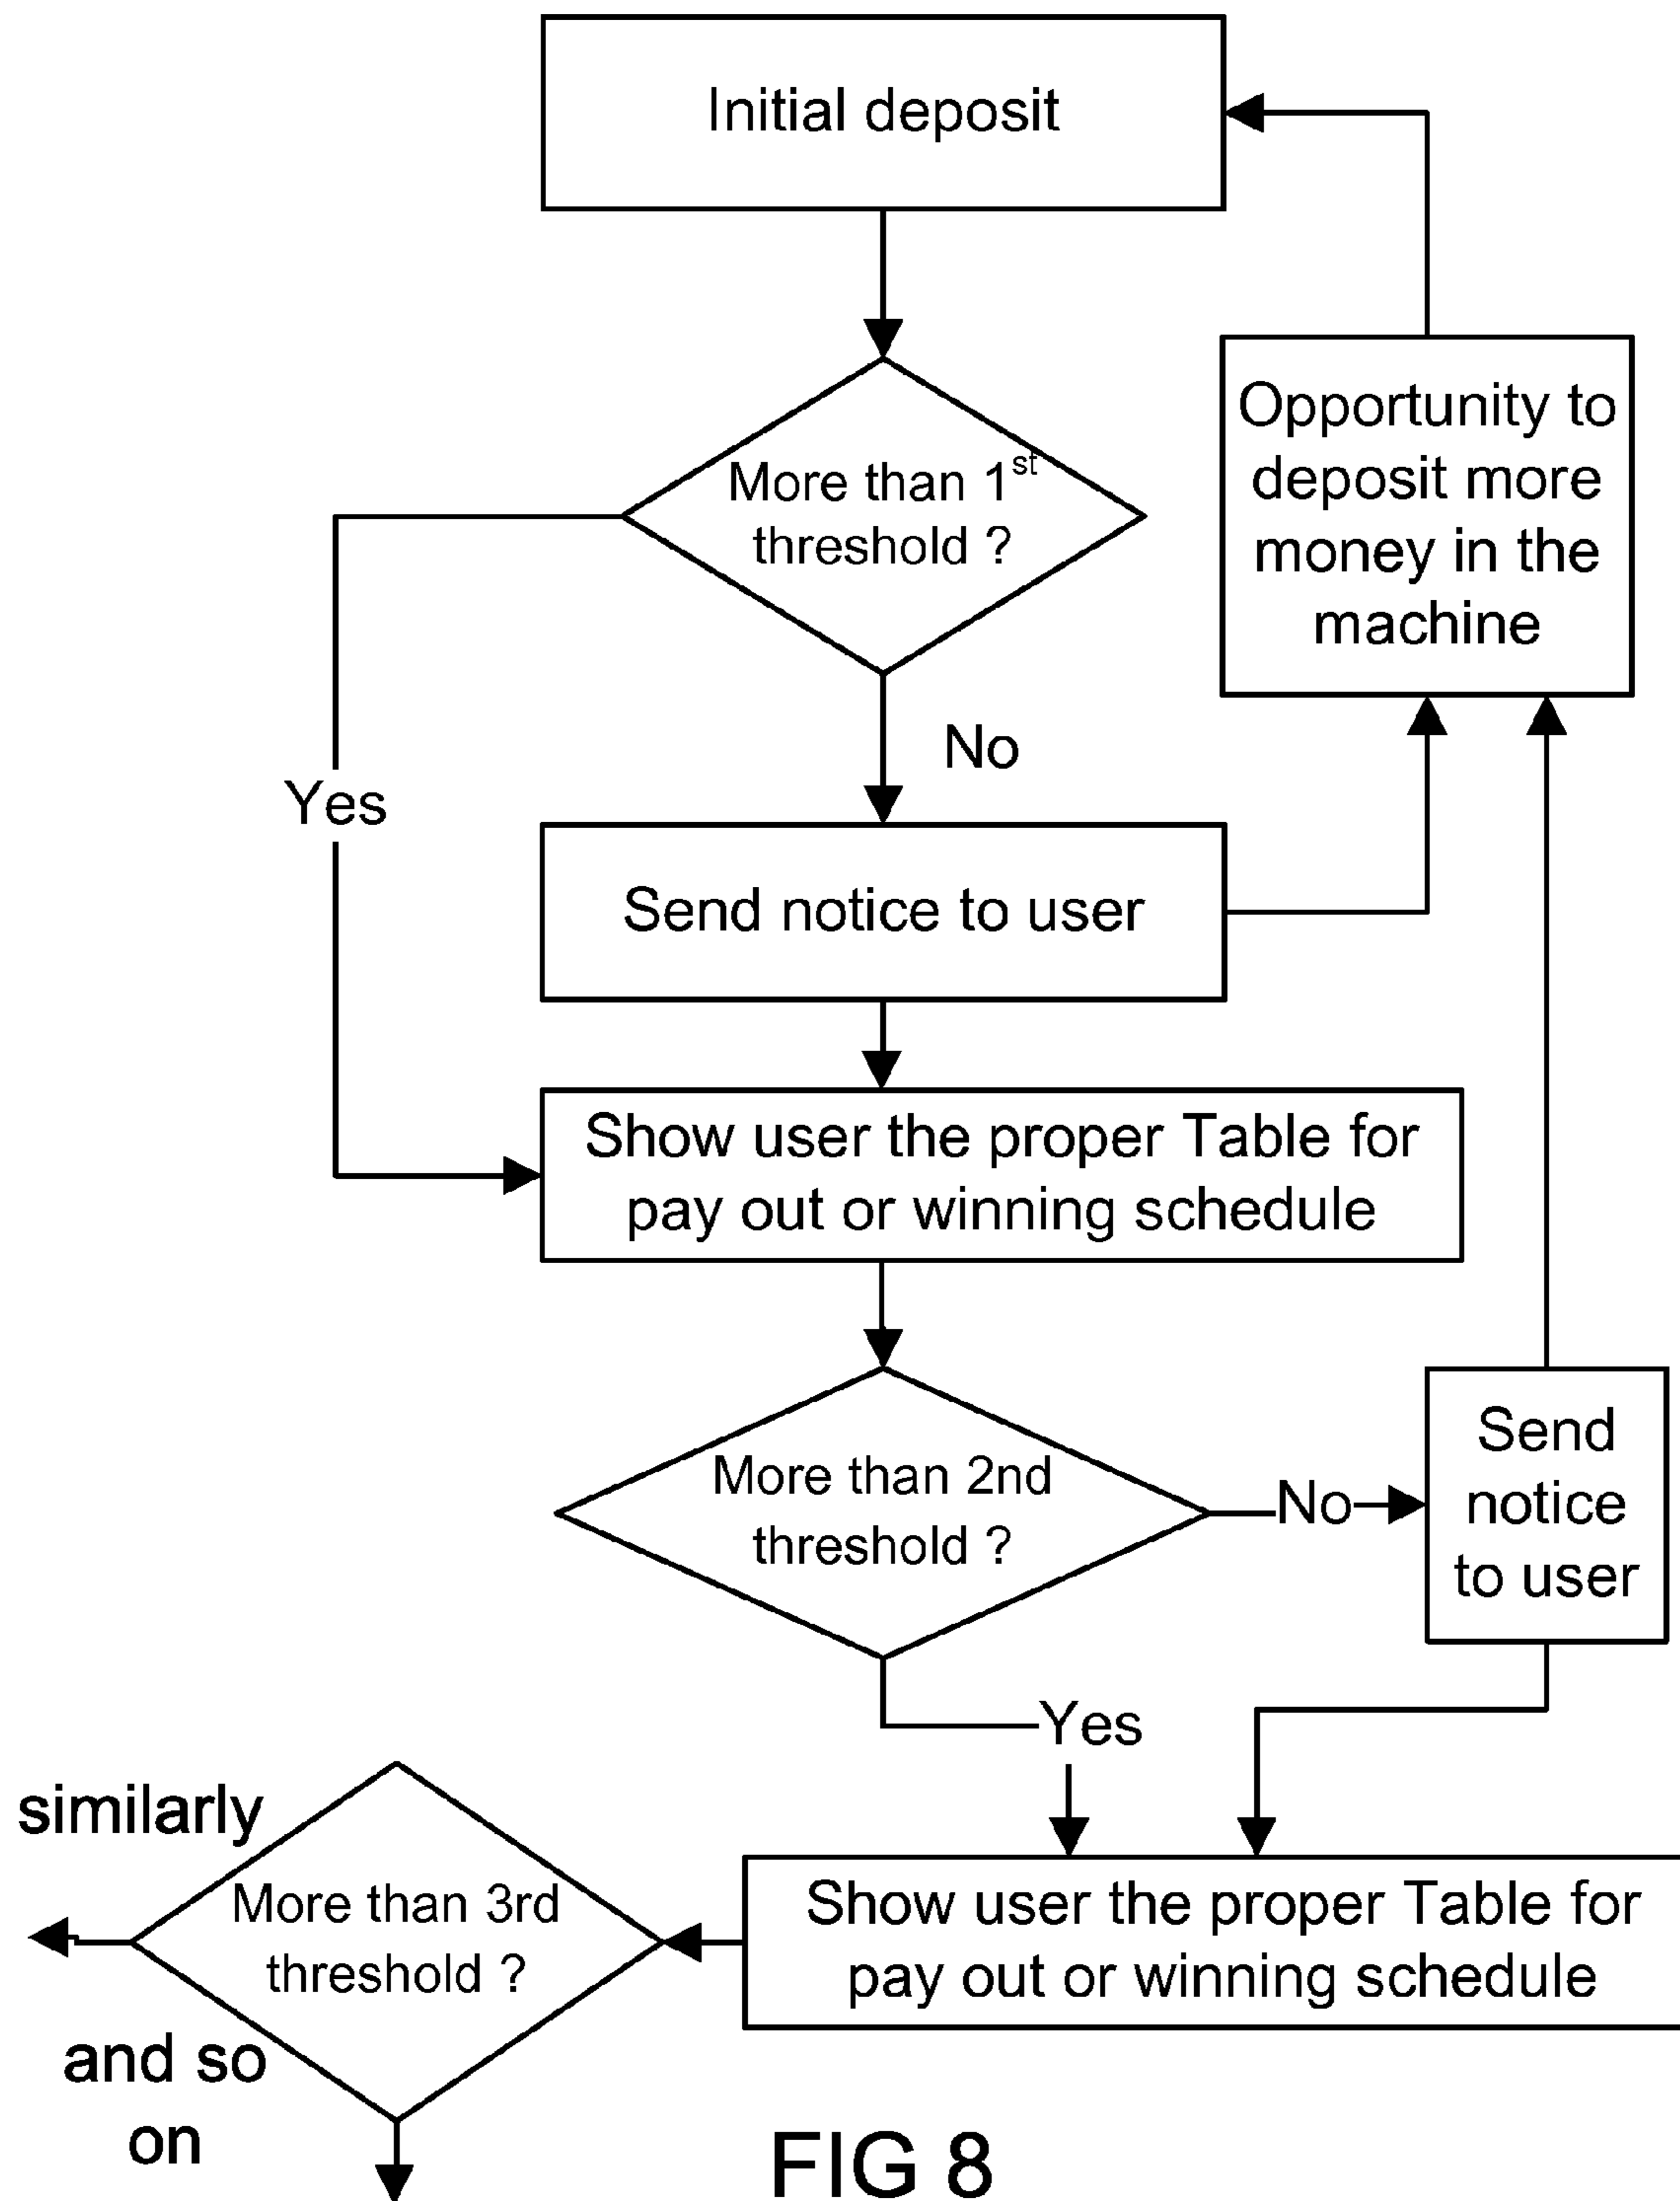 Initial deposit
More than 1st
threshold ?
Opportunity to
deposit more
money in the
machine
No
Yes
Send notice to user
Show user the proper Table for
pay out or winning schedule
More than 2nd
threshold ?
No
Send
notice
to user
Yes
similarly
More than 3rd
threshold ?
and so
on
Show user the proper Table for
pay out or winning schedule
FIG 8